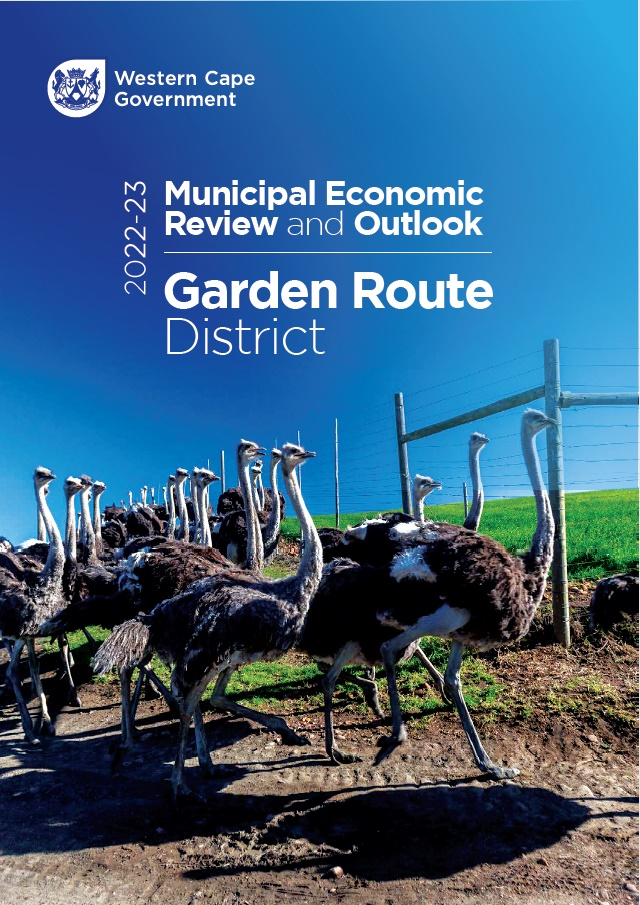 Western Cape
Government
2022-23
Municipal Economic
Review and Outlook
Garden Route
District